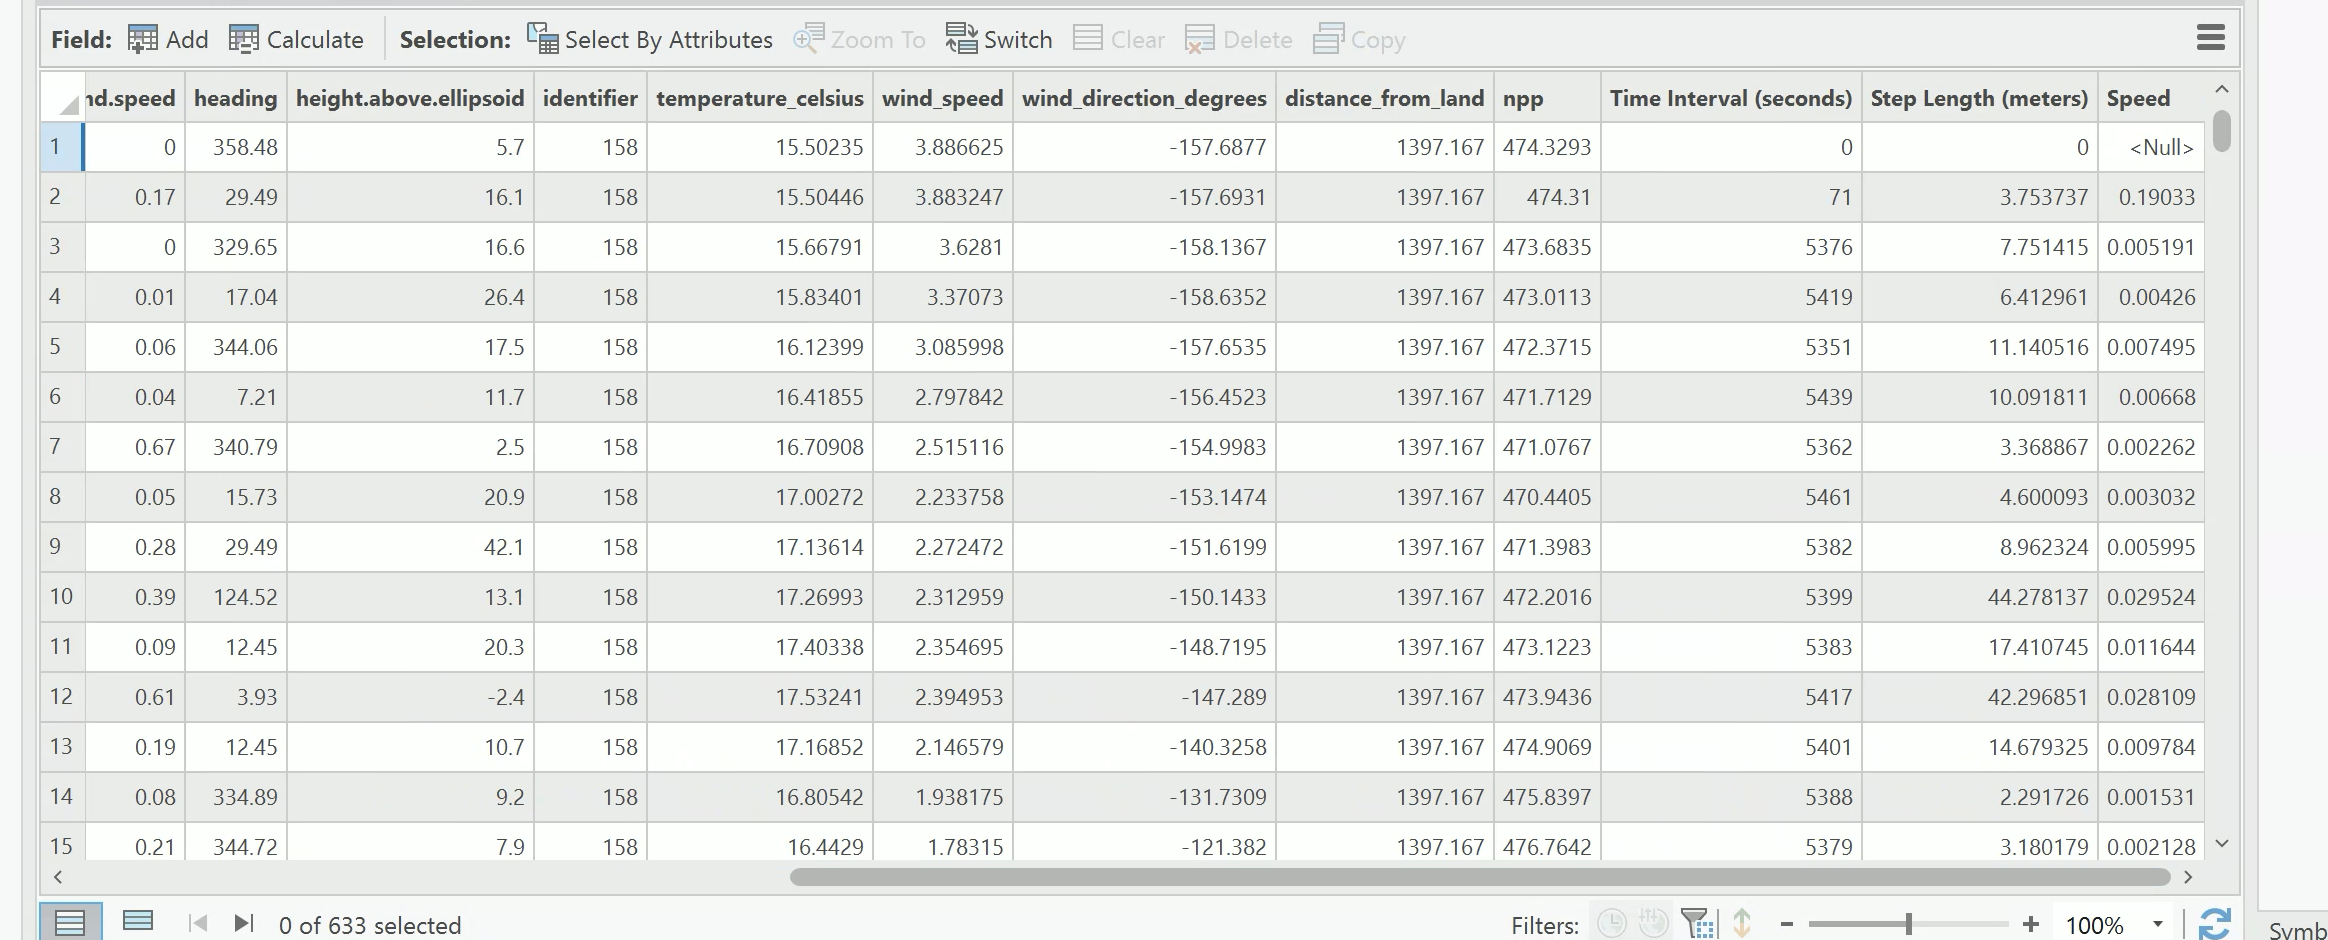 Field: Add Calculate Selection: Select By Attributes Zoom To Switch Clear Delete Copy
nd.speed heading height.above.ellipsoid identifier temperature_celsius wind_speed wind_direction_degrees distance_from_land npp Time Interval (seconds) Step Length (meters) Speed
1 0 358.48 5.7 158 15.50235 3.886625 -157.6877 1397.167 474.3293 0 0 <Null>
2 0.17 29.49 16.1 158 15.50446 3.883247 -157.6931 1397.167 474.31 71 3.753737 0.19033
3 0 329.65 16.6 158 15.66791 3.6281 -158.1367 1397.167 473.6835 5376 7.751415 0.005191
4 0.01 17.04 26.4 158 15.83401 3.37073 -158.6352 1397.167 473.0113 5419 6.412961 0.00426
5 0.06 344.06 17.5 158 16.12399 3.085998 -157.6535 1397.167 472.3715 5351 11.140516 0.007495
6 0.04 7.21 11.7 158 16.41855 2.797842 -156.4523 1397.167 471.7129 5439 10.091811 0.00668
7 0.67 340.79 2.5 158 16.70908 2.515116 -154.9983 1397.167 471.0767 5362 3.368867 0.002262
8 0.05 15.73 20.9 158 17.00272 2.233758 -153.1474 1397.167 470.4405 5461 4.600093 0.003032
9 0.28 29.49 42.1 158 17.13614 2.272472 -151.6199 1397.167 471.3983 5382 8.962324 0.005995
10 0.39 124.52 13.1 158 17.26993 2.312959 -150.1433 1397.167 472.2016 5399 44.278137 0.029524
11 0.09 12.45 20.3 158 17.40338 2.354695 -148.7195 1397.167 473.1223 5383 17.410745 0.011644
12 0.61 3.93 -2.4 158 17.53241 2.394953 -147.289 1397.167 473.9436 5417 42.296851 0.028109
13 0.19 12.45 10.7 158 17.16852 2.146579 -140.3258 1397.167 474.9069 5401 14.679325 0.009784
14 0.08 334.89 9.2 158 16.80542 1.938175 -131.7309 1397.167 475.8397 5388 2.291726 0.001531
15 0.21 344.72 7.9 158 16.4429 1.78315 -121.382 1397.167 476.7642 5379 3.180179 0.002128
0 of 633 selected Filters: - + 100%
Symb